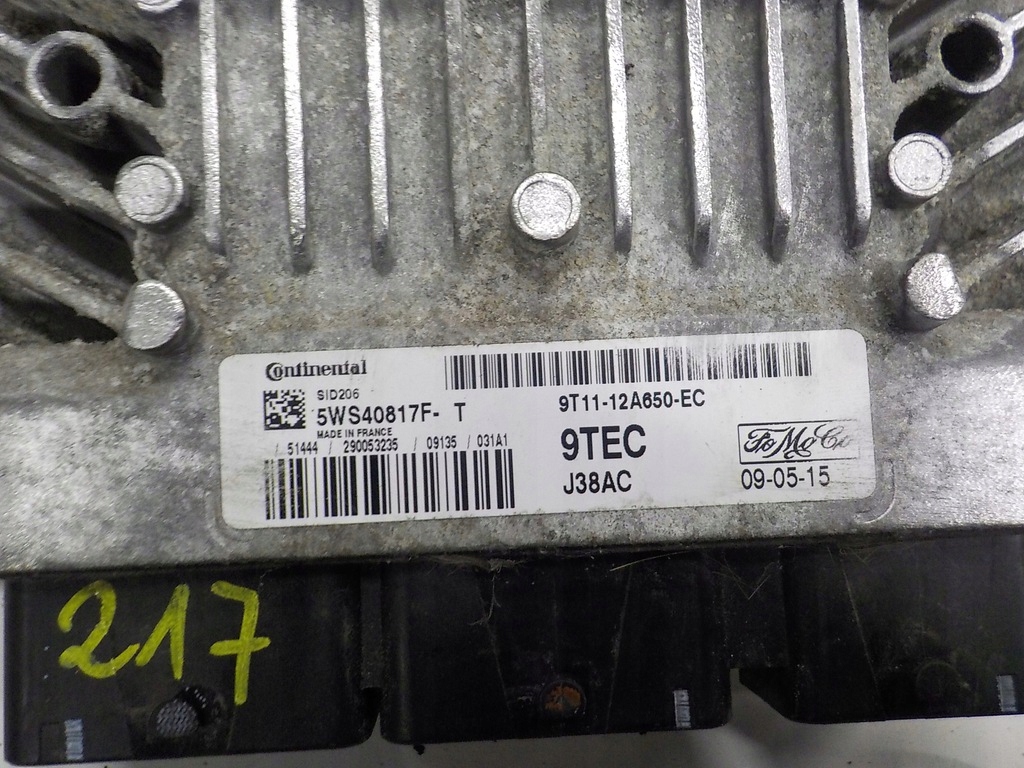 Continental
SID206
5WS40817F- T
MADE IN FRANCE
/ 51444 / 290053235 / 09135 / 031A1
9T11-12A650-EC
9TEC
J38AC
FoMoCo
09-05-15
217